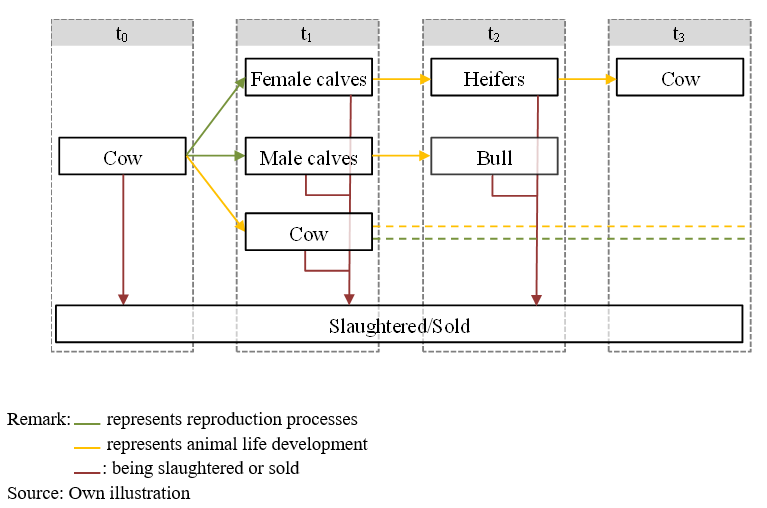 t0 t1 t2 t3
Female calves Heifers Cow
Cow Male calves Bull
Cow
Slaughtered/Sold
Remark: represents reproduction processes
represents animal life development
: being slaughtered or sold
Source: Own illustration